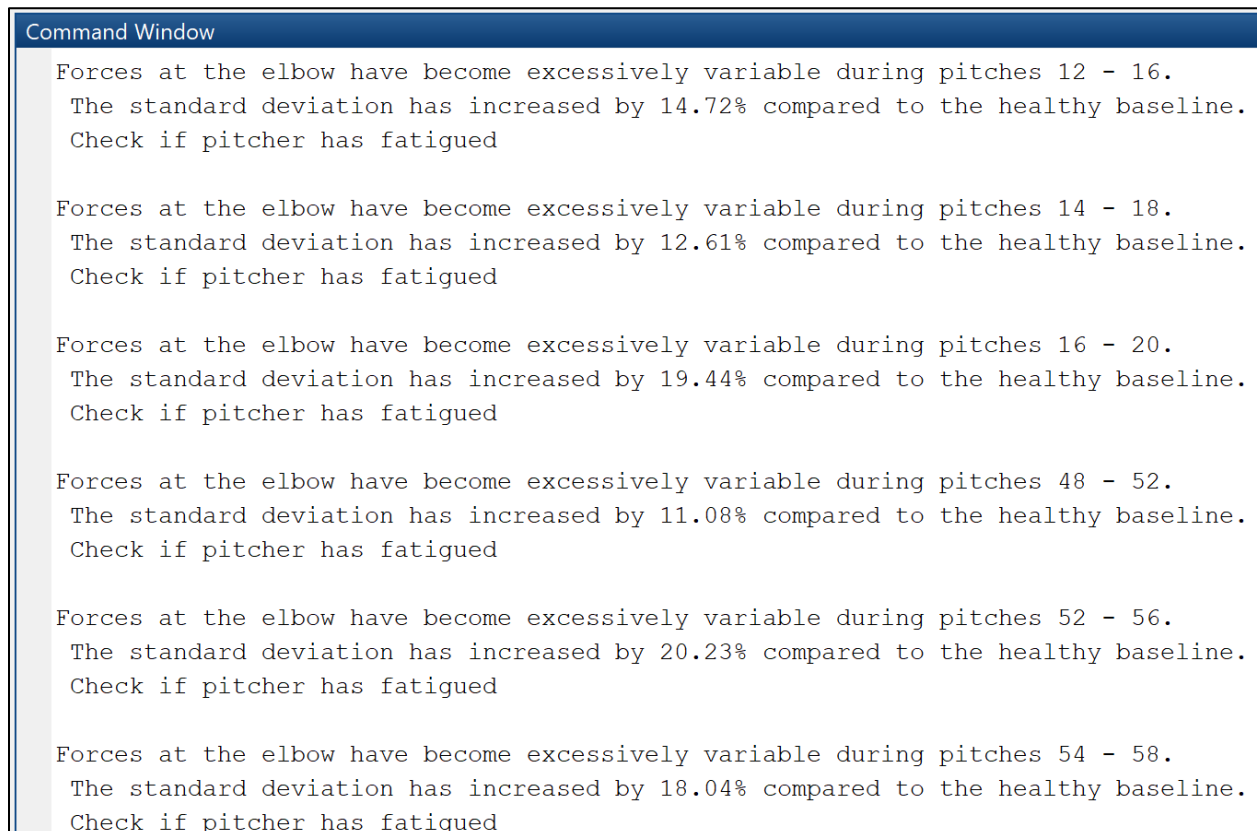 Command Window
Forces at the elbow have become excessively variable during pitches 12 - 16.
The standard deviation has increased by 14.72% compared to the healthy baseline.
Check if pitcher has fatigued
Forces at the elbow have become excessively variable during pitches 14 - 18.
The standard deviation has increased by 12.61% compared to the healthy baseline.
Check if pitcher has fatigued
Forces at the elbow have become excessively variable during pitches 16 - 20.
The standard deviation has increased by 19.44% compared to the healthy baseline.
Check if pitcher has fatigued
Forces at the elbow have become excessively variable during pitches 48 - 52.
The standard deviation has increased by 11.08% compared to the healthy baseline.
Check if pitcher has fatigued
Forces at the elbow have become excessively variable during pitches 52 - 56.
The standard deviation has increased by 20.23% compared to the healthy baseline.
Check if pitcher has fatigued
Forces at the elbow have become excessively variable during pitches 54 - 58.
The standard deviation has increased by 18.04% compared to the healthy baseline.
Check if pitcher has fatigued